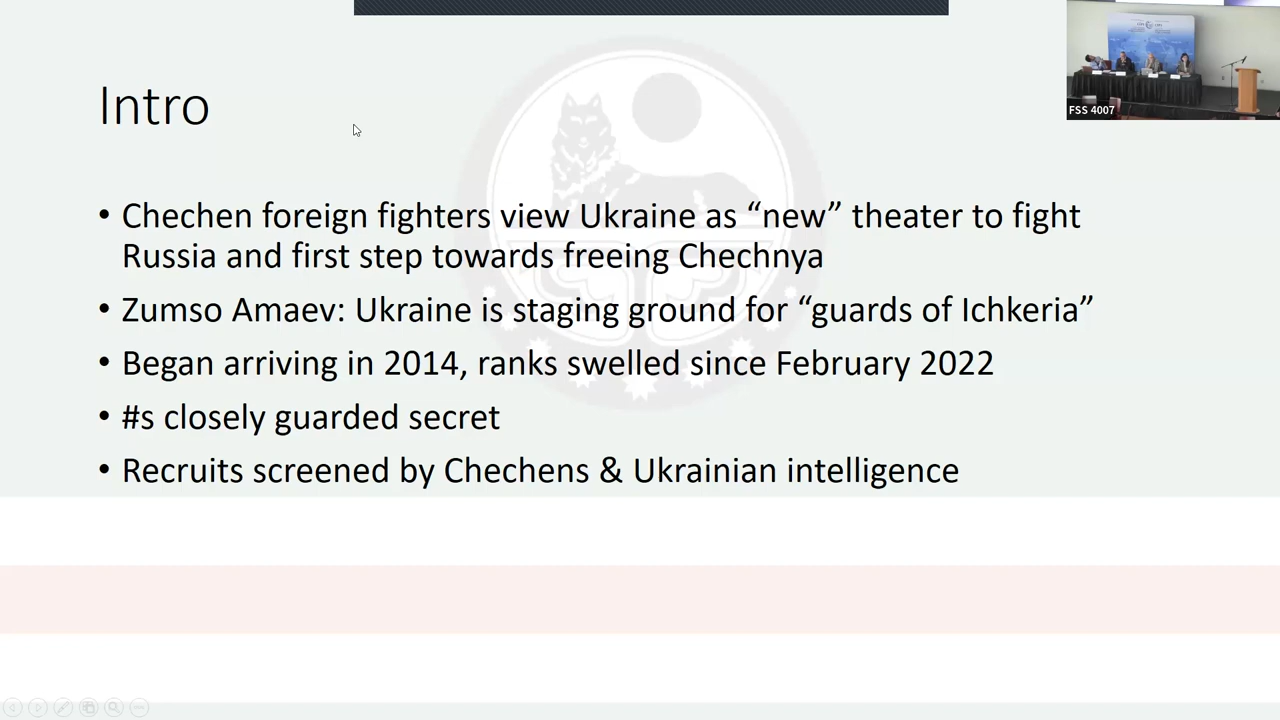 Intro
• Chechen foreign fighters view Ukraine as “new” theater to fight
Russia and first step towards freeing Chechnya
• Zumso Amaev: Ukraine is staging ground for “guards of Ichkeria”
• Began arriving in 2014, ranks swelled since February 2022
• #s closely guarded secret
• Recruits screened by Chechens & Ukrainian intelligence
FSS 4007